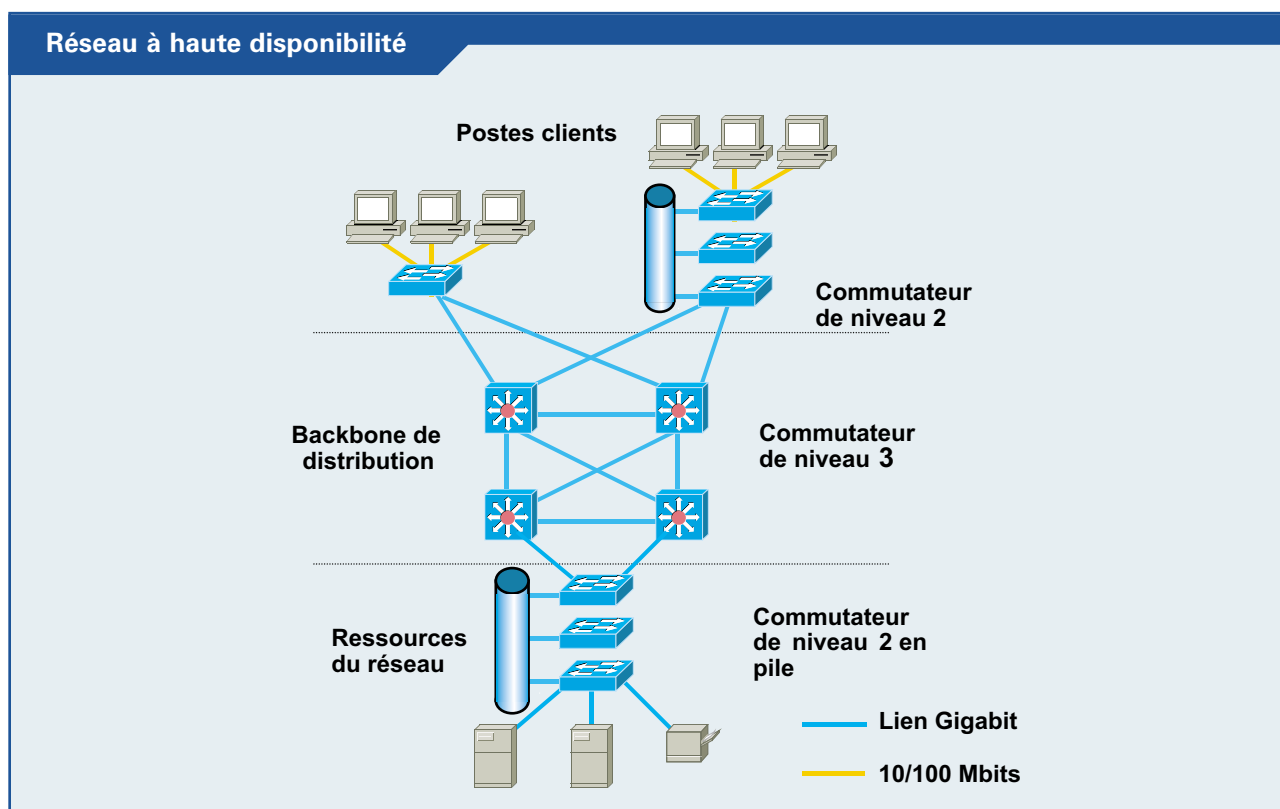 Réseau à haute disponibilité
Postes clients
Commutateur
de niveau 2
Backbone de
distribution
Commutateur
de niveau 3
Ressources
du réseau
Commutateur
de niveau 2 en
pile
Lien Gigabit
10/100 Mbits